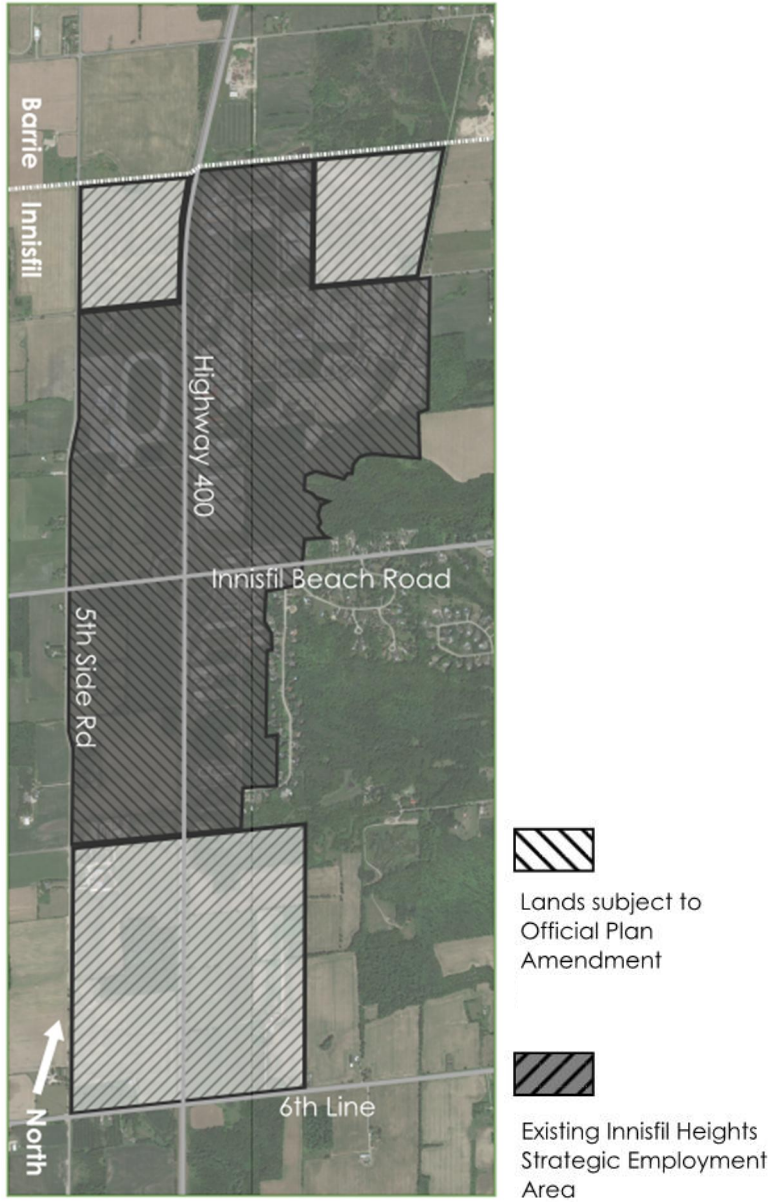 Barrie
Innisfil
Highway 400
Innisfil Beach Road
5th Side Rd
6th Line
North
Lands subject to
Official Plan
Amendment
Existing Innisfil Heights
Strategic Employment
Area